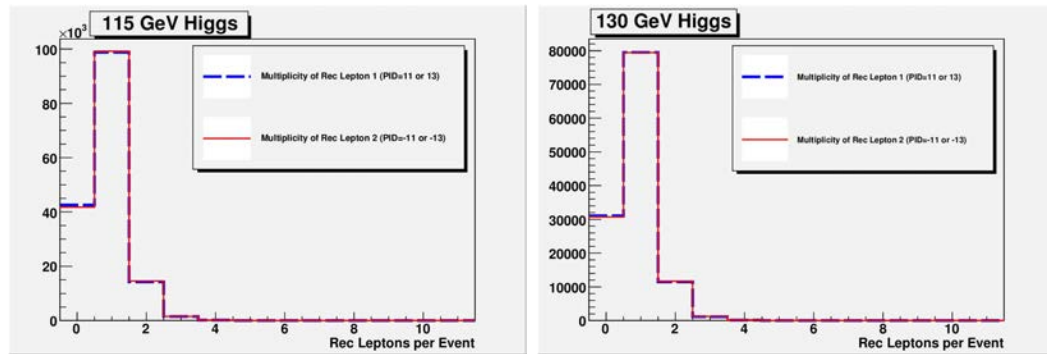 115 GeV Higgs
×10³
100
80
60
40
20
0
Multiplicity of Rec Lepton 1 (PID=11 or 13)
Multiplicity of Rec Lepton 2 (PID=-11 or -13)
0 2 4 6 8 10
Rec Leptons per Event
130 GeV Higgs
80000
70000
60000
50000
40000
30000
20000
10000
0
Multiplicity of Rec Lepton 1 (PID=11 or 13)
Multiplicity of Rec Lepton 2 (PID=-11 or -13)
0 2 4 6 8 10
Rec Leptons per Event